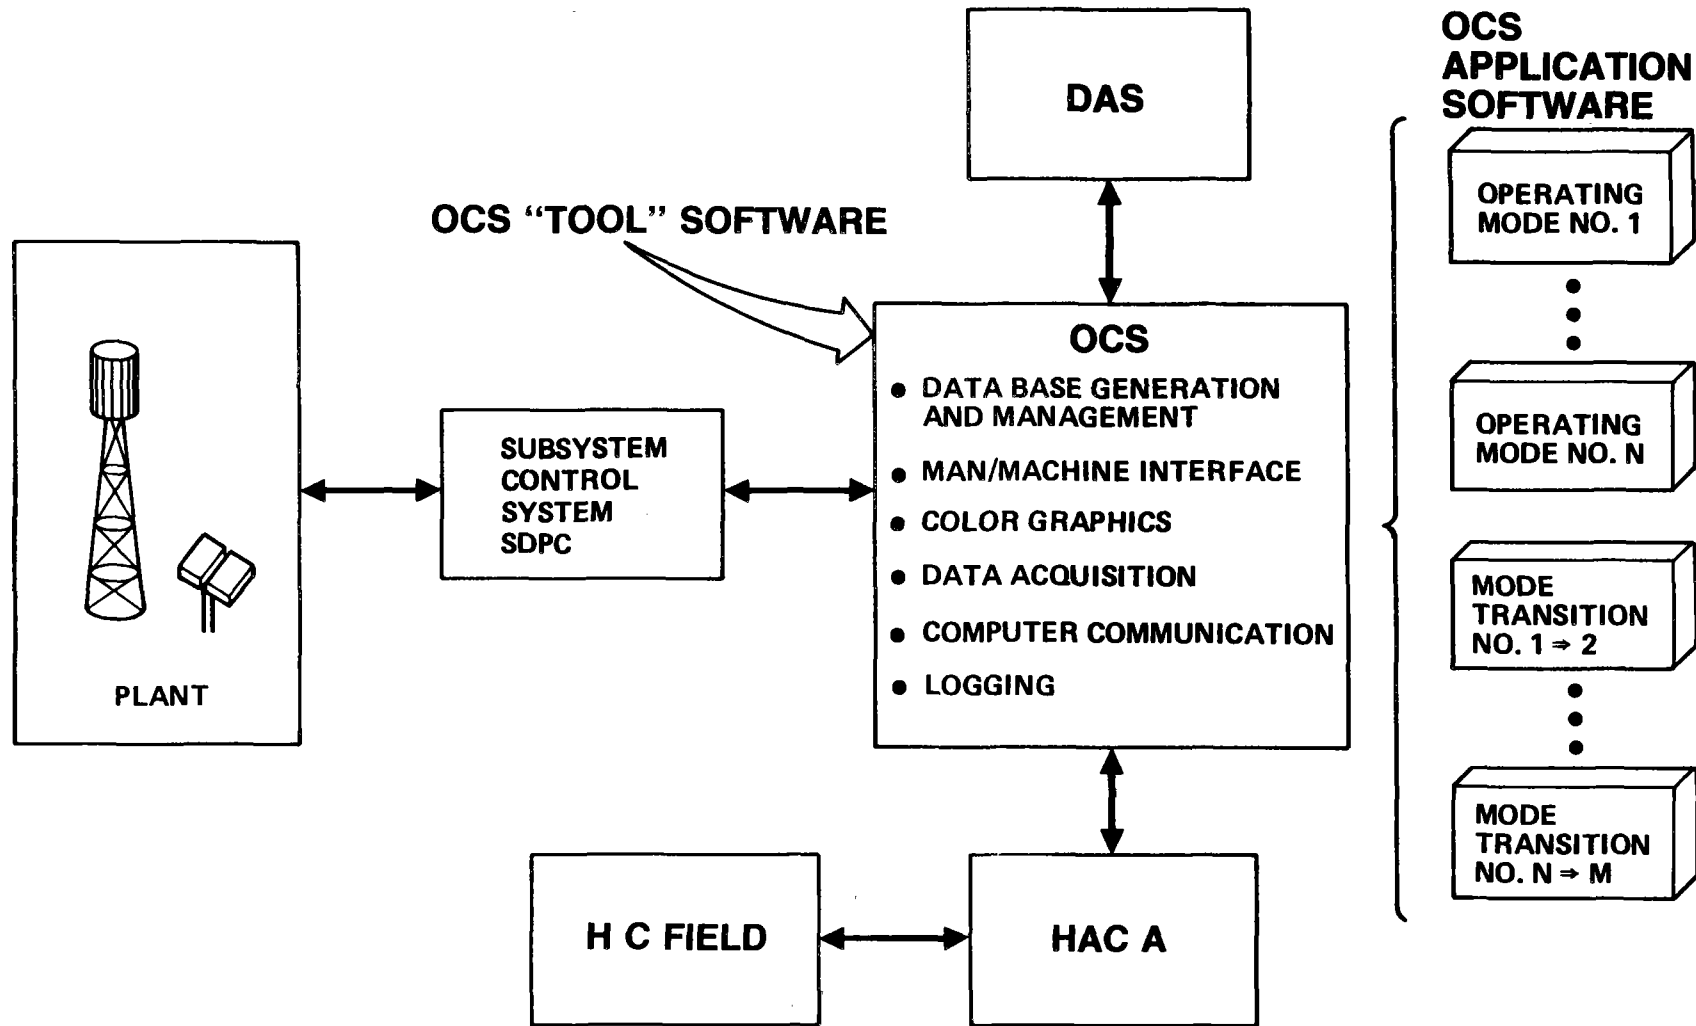 OCS
APPLICATION
SOFTWARE
DAS
OCS “TOOL” SOFTWARE
OPERATING
MODE NO. 1
OCS
• DATA BASE GENERATION
AND MANAGEMENT
• MAN/MACHINE INTERFACE
• COLOR GRAPHICS
• DATA ACQUISITION
• COMPUTER COMMUNICATION
• LOGGING
OPERATING
MODE NO. N
SUBSYSTEM
CONTROL
SYSTEM
SDPC
MODE
TRANSITION
NO. 1 ⇒ 2
PLANT
MODE
TRANSITION
NO. N ⇒ M
H C FIELD
HAC A